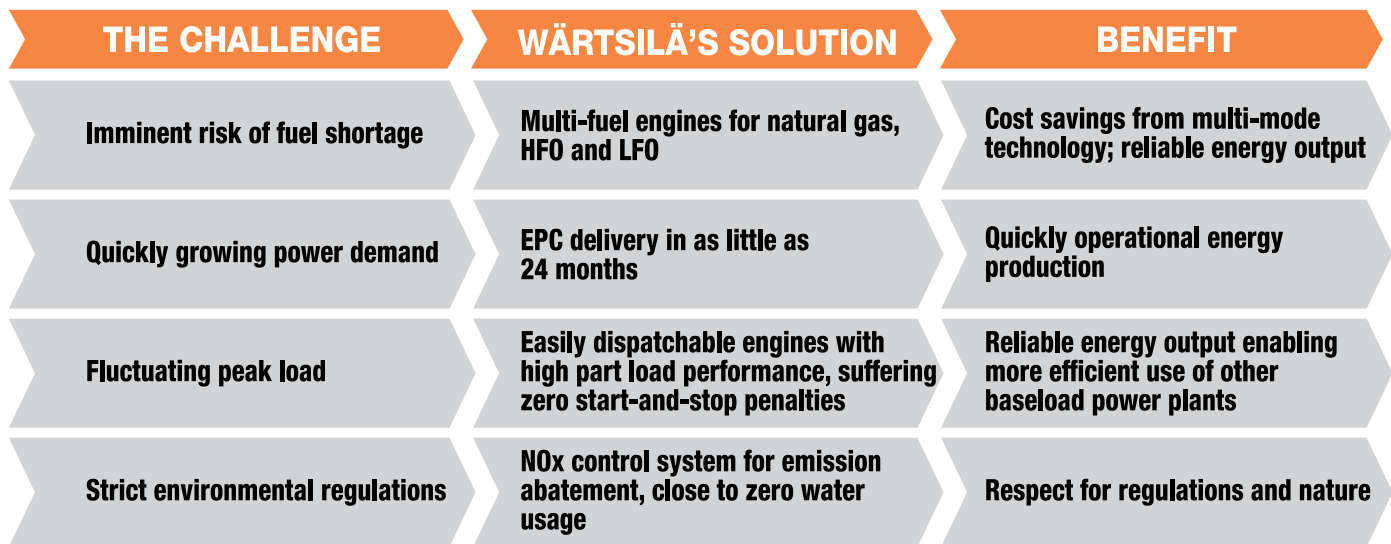 THE CHALLENGE
WÄRTSILÄ'S SOLUTION
BENEFIT
Imminent risk of fuel shortage
Multi-fuel engines for natural gas,
HFO and LFO
Cost savings from multi-mode
technology; reliable energy output
Quickly growing power demand
EPC delivery in as little as
24 months
Quickly operational energy
production
Fluctuating peak load
Easily dispatchable engines with
high part load performance, suffering
zero start-and-stop penalties
Reliable energy output enabling
more efficient use of other
baseload power plants
Strict environmental regulations
NOx control system for emission
abatement, close to zero water
usage
Respect for regulations and nature